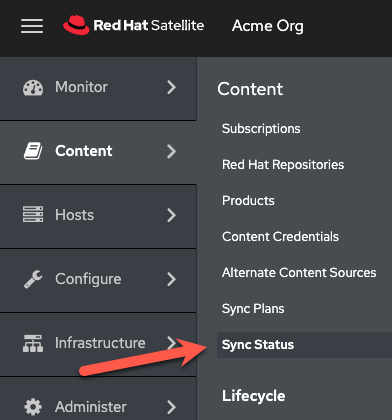 Red Hat Satellite Acme Org
Monitor
Content
Hosts
Configure
Infrastructure
Administer
Content
Subscriptions
Red Hat Repositories
Products
Content Credentials
Alternate Content Sources
Sync Plans
Sync Status
Lifecycle